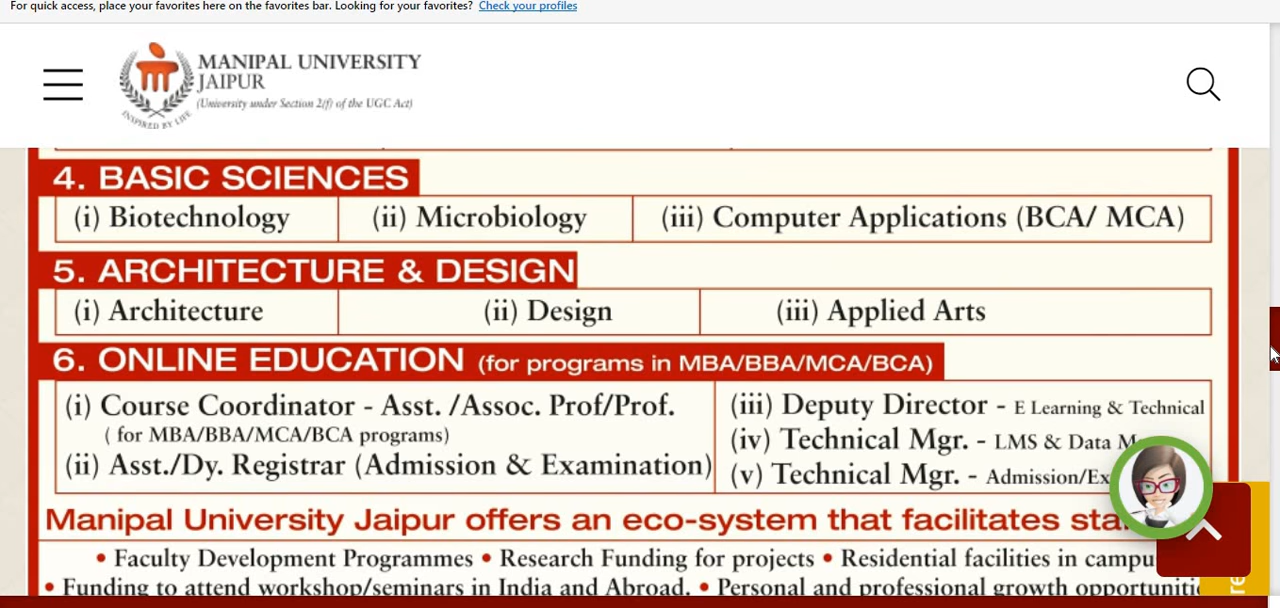 For quick access, place your favorites here on the favorites bar. Looking for your favorites? Check your profiles
MANIPAL UNIVERSITY
JAIPUR
(University under Section 2(f) of the UGC Act)
INSPIRED BY LIFE
4. BASIC SCIENCES
(i) Biotechnology (ii) Microbiology (iii) Computer Applications (BCA/ MCA)
5. ARCHITECTURE & DESIGN
(i) Architecture (ii) Design (iii) Applied Arts
6. ONLINE EDUCATION (for programs in MBA/BBA/MCA/BCA)
(i) Course Coordinator - Asst. /Assoc. Prof/Prof.
( for MBA/BBA/MCA/BCA programs)
(ii) Asst./Dy. Registrar (Admission & Examination)
(iii) Deputy Director - E Learning & Technical
(iv) Technical Mgr. - LMS & Data
(v) Technical Mgr. - Admission/
Manipal University Jaipur offers an eco-system that facilitates
• Faculty Development Programmes • Research Funding for projects • Residential facilities in
• Funding to attend workshop/seminars in India and Abroad. • Personal and professional growth